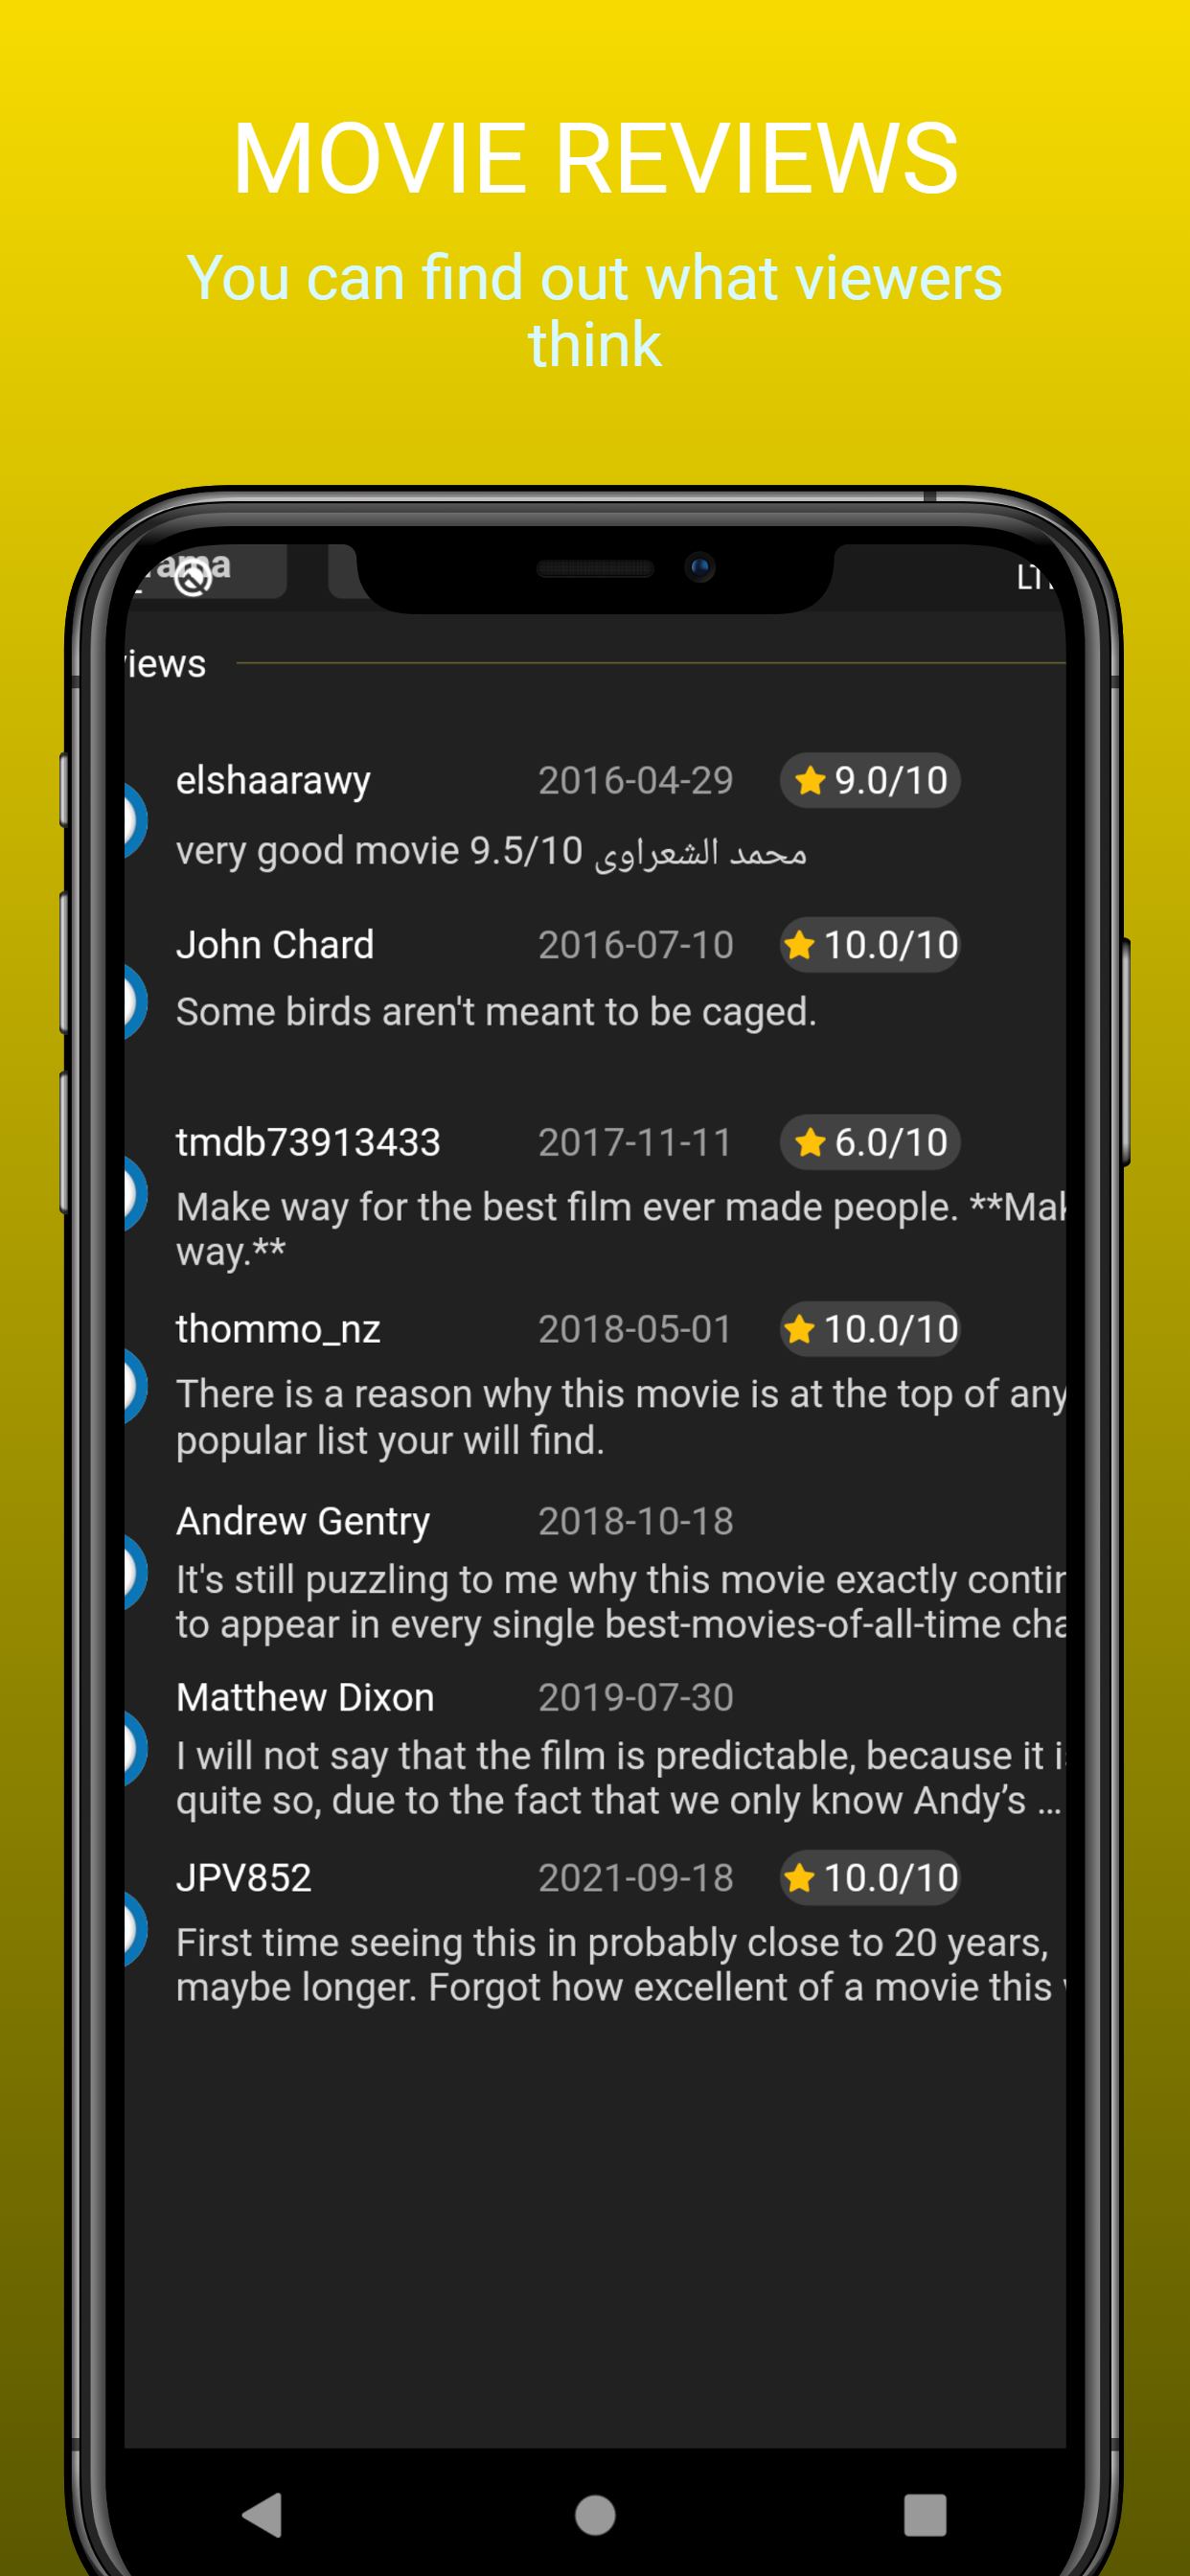 MOVIE REVIEWS
You can find out what viewers
think
LTE
views
elshaarawy 2016-04-29 9.0/10
very good movie 9.5/10 محمد الشعراوى
John Chard 2016-07-10 10.0/10
Some birds aren't meant to be caged.
tmdb73913433 2017-11-11 6.0/10
Make way for the best film ever made people. **Mak
way.**
thommo_nz 2018-05-01 10.0/10
There is a reason why this movie is at the top of any
popular list your will find.
Andrew Gentry 2018-10-18
It's still puzzling to me why this movie exactly contin
to appear in every single best-movies-of-all-time cha
Matthew Dixon 2019-07-30
I will not say that the film is predictable, because it is
quite so, due to the fact that we only know Andy’s ...
JPV852 2021-09-18 10.0/10
First time seeing this in probably close to 20 years,
maybe longer. Forgot how excellent of a movie this